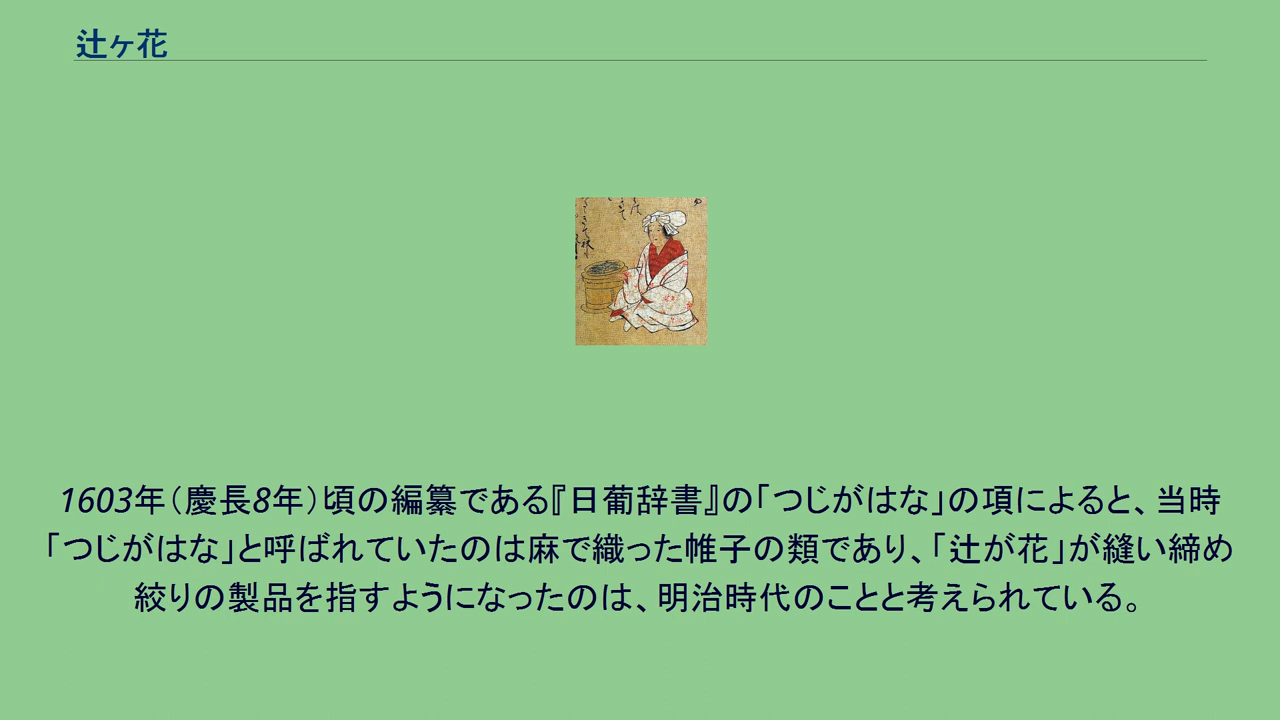 辻ヶ花
1603年（慶長8年）頃の編纂である『日葡辞書』の「つじがはな」の項によると、当時
「つじがはな」と呼ばれていたのは麻で織った帷子の類であり、「辻が花」が縫い締め
絞りの製品を指すようになったのは、明治時代のことと考えられている。